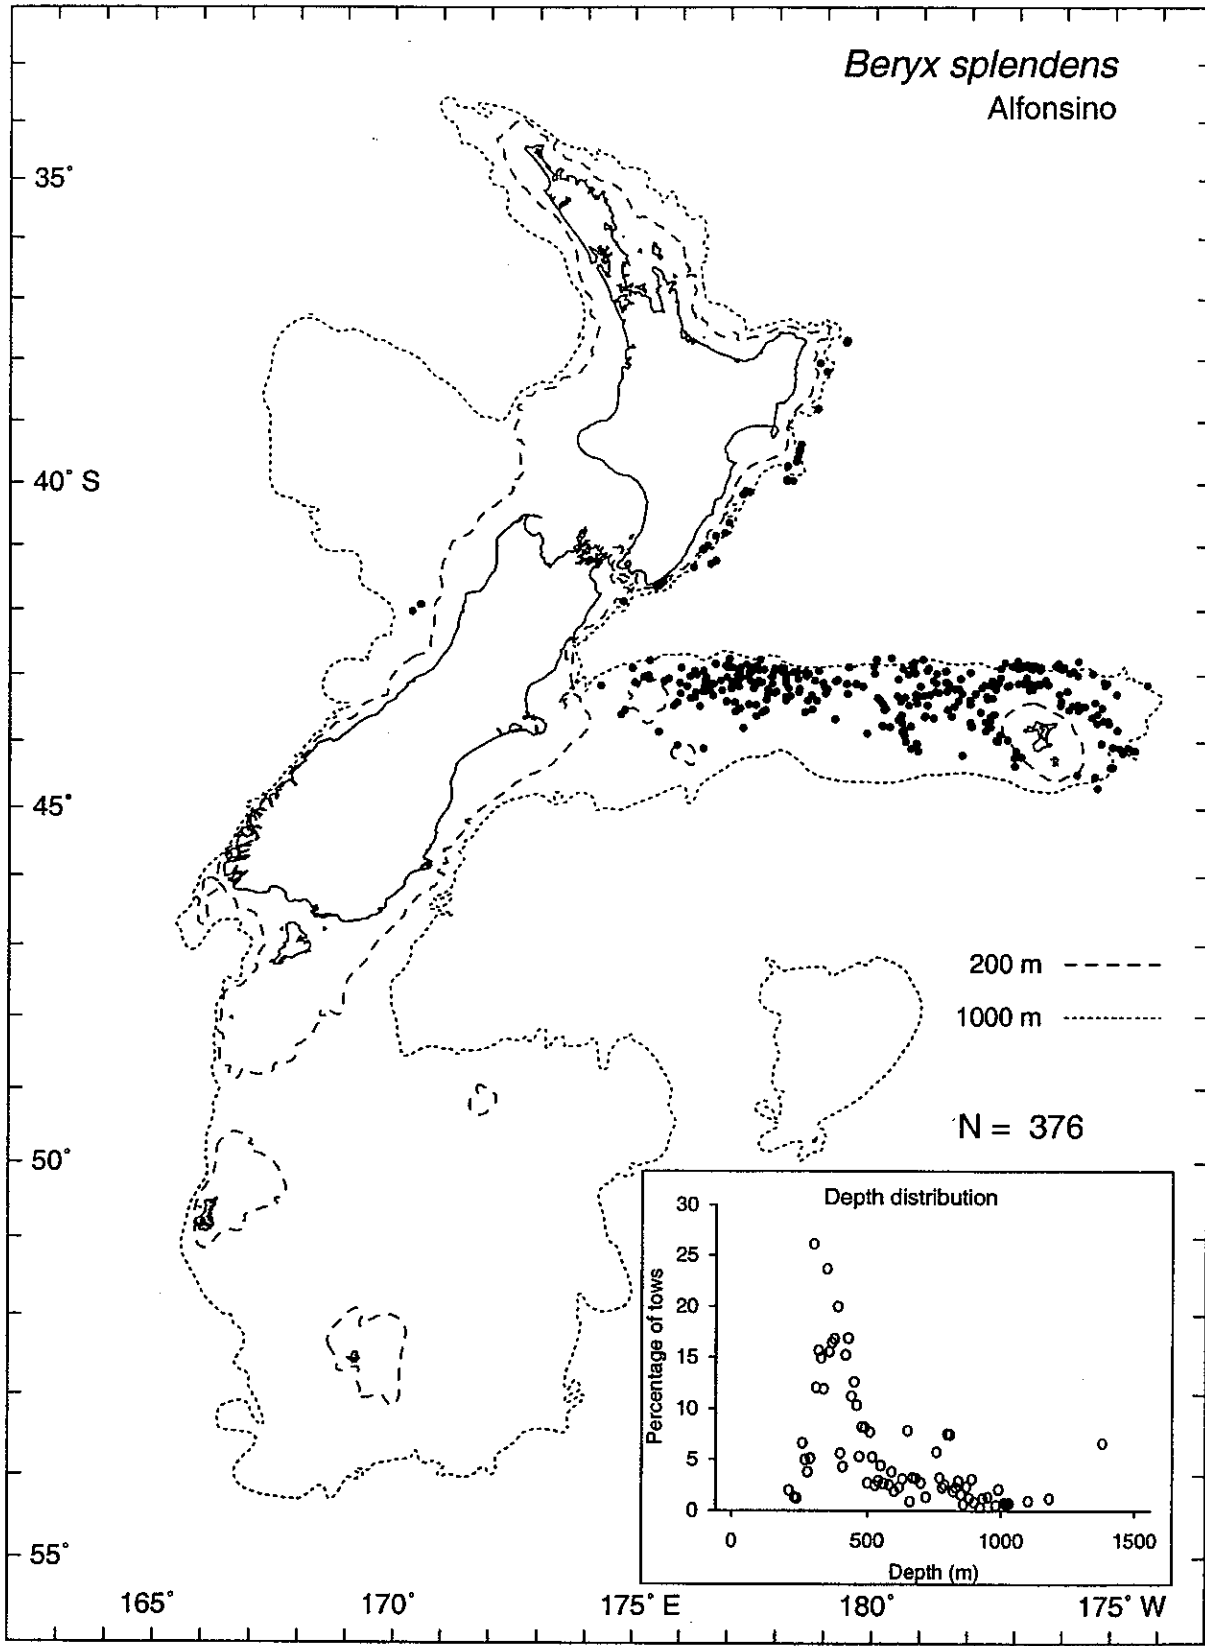 Beryx splendens
Alfonsino
35°
40° S
45°
50°
55°
200 m
1000 m
N = 376
Depth distribution
Percentage of tows
30
25
20
15
10
5
0
0 500 1000 1500
Depth (m)
165° 170° 175° E 180° 175° W